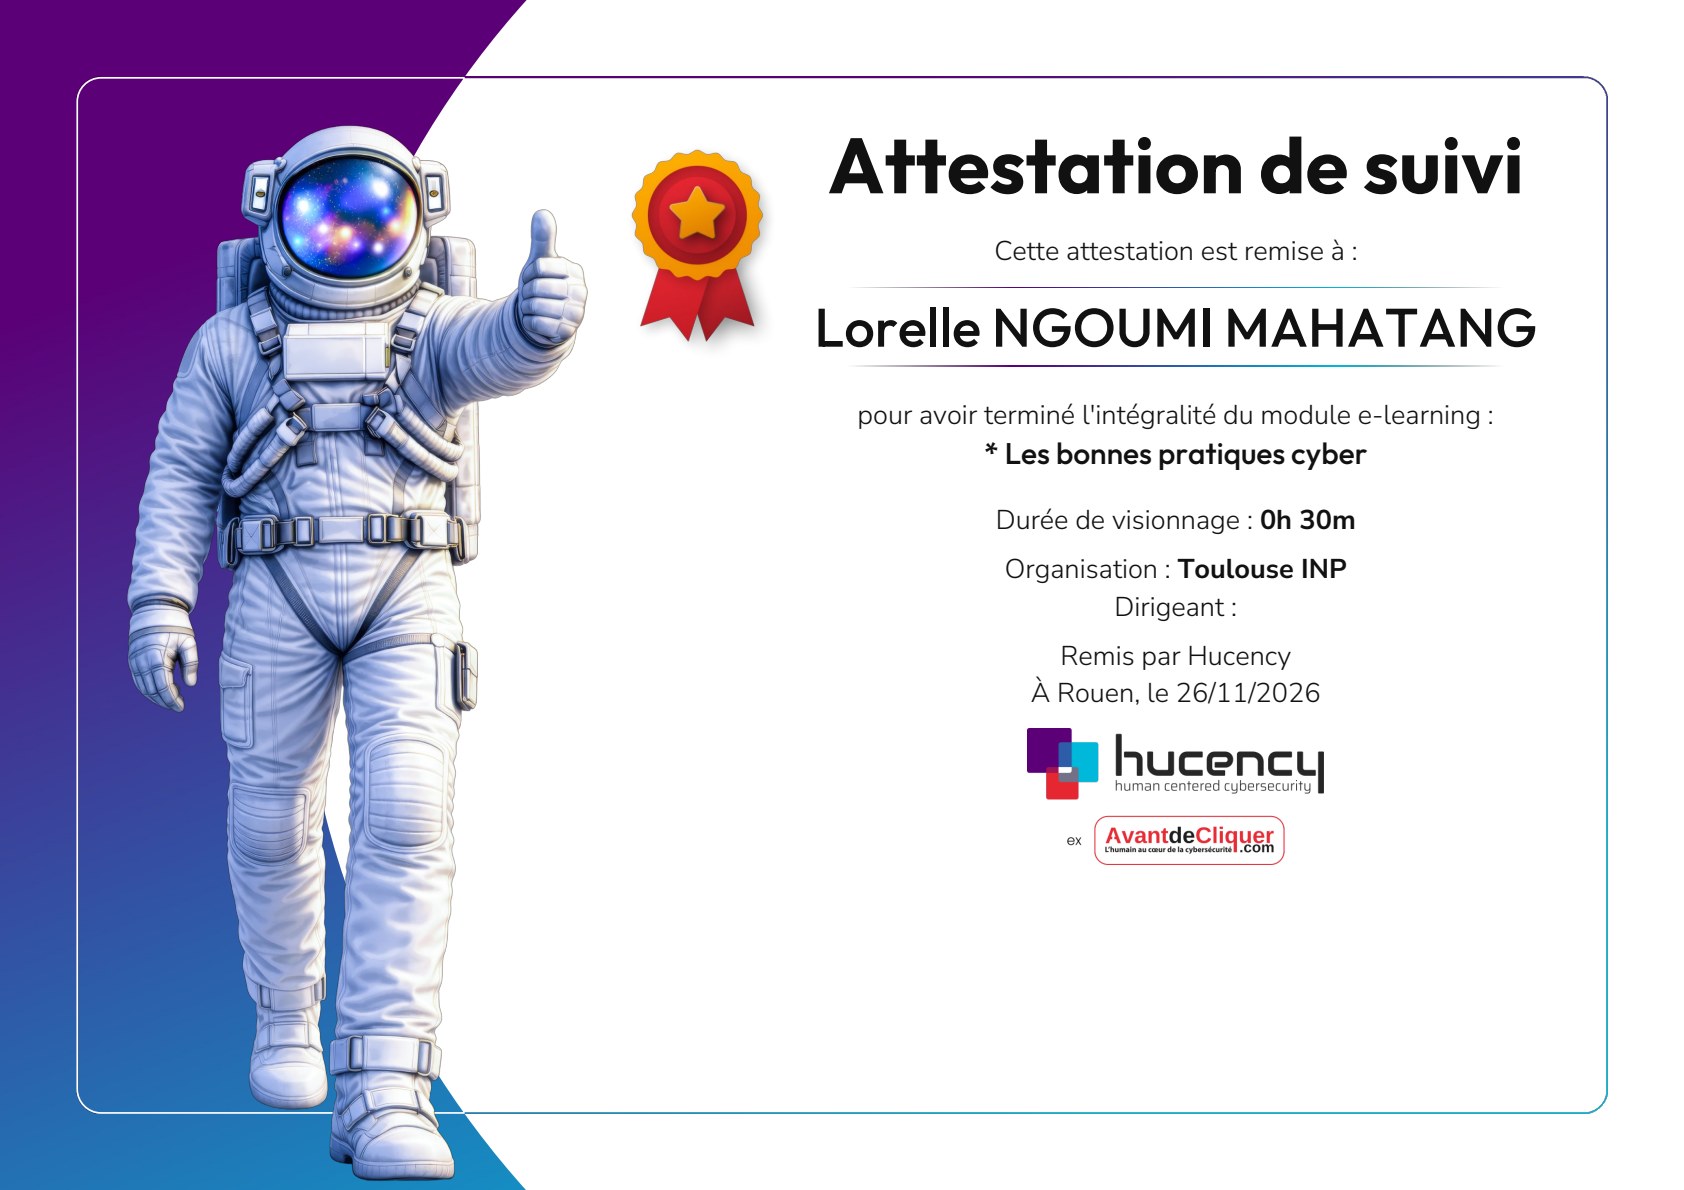 Attestation de suivi
Cette attestation est remise à :
Lorelle NGOUMI MAHATANG
pour avoir terminé l'intégralité du module e-learning :
* Les bonnes pratiques cyber
Durée de visionnage : 0h 30m
Organisation : Toulouse INP
Dirigeant :
Remis par Hucency
À Rouen, le 26/11/2026
hucency
human centered cybersecurity
ex AvantdeCliquer
L'humain au cœur de la cybersécurité .com